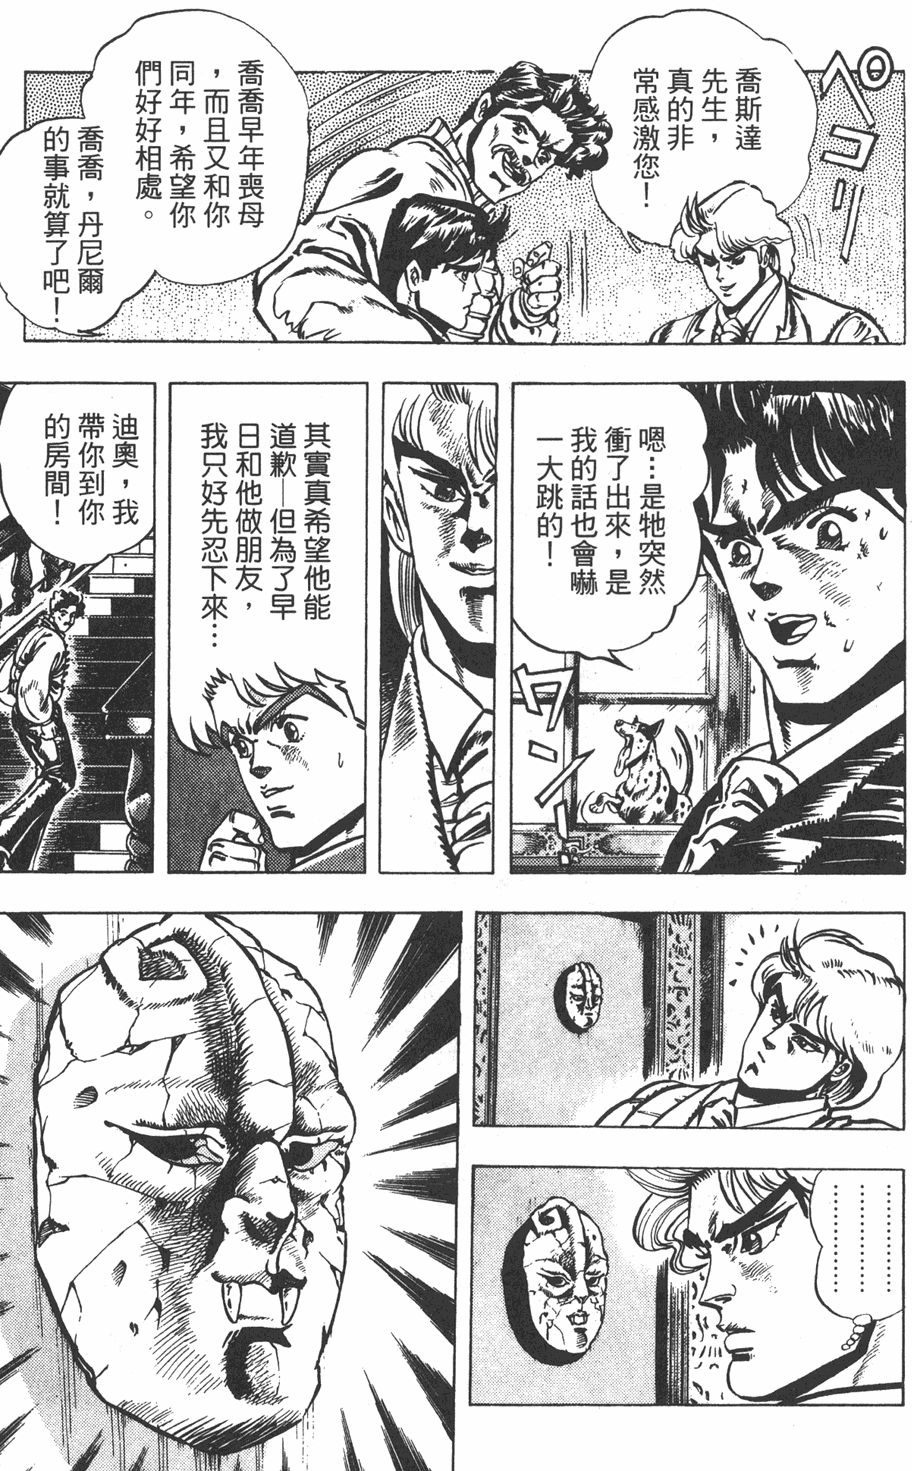 ペコリ
喬斯達
先生，
真的非
常感激您！
喬喬早年喪母
，而且又和你
同年，希望你
們好好相處。
喬喬，丹尼爾
的事就算了吧！
嗯…是牠突然
衝了出來，是
我的話也會嚇
一大跳的！
ワンン
其實真希望他能
道歉—但為了早
日和他做朋友，
我只好先忍下來…
迪奧，我
帶你到你
的房間！
………
………